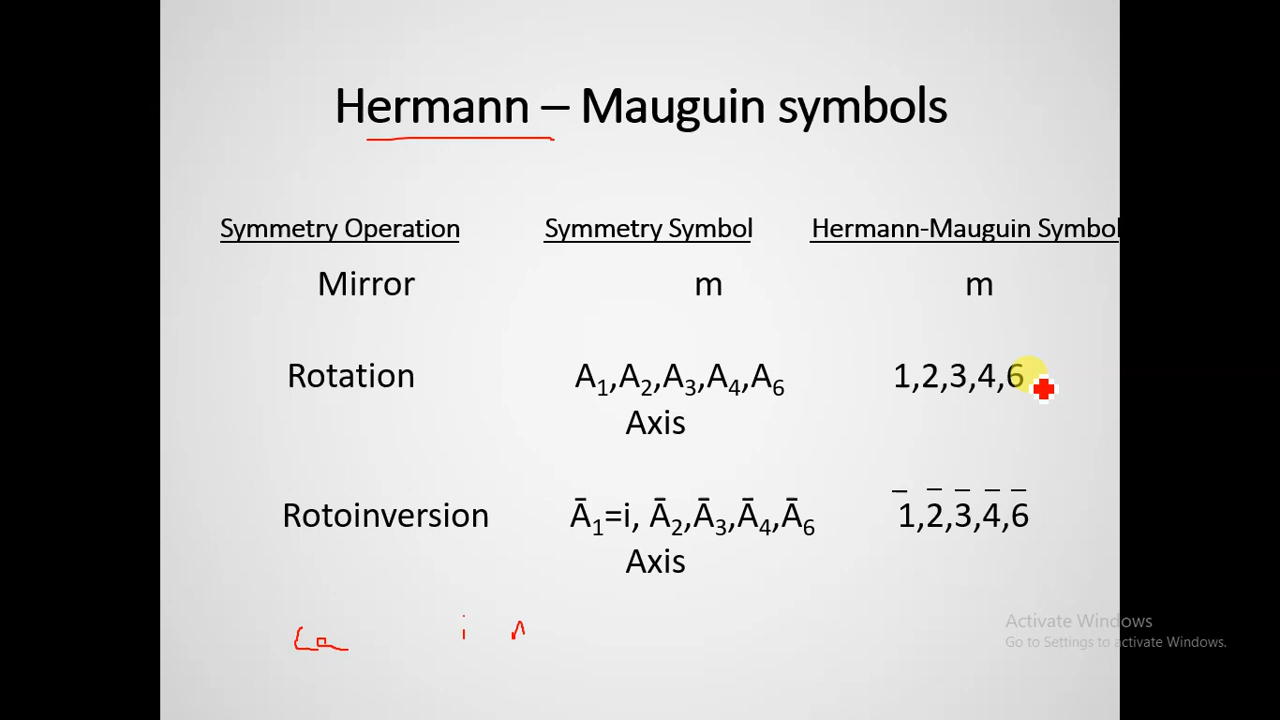 Hermann – Mauguin symbols
Symmetry Operation Symmetry Symbol Hermann-Mauguin Symbol
Mirror m m
Rotation A₁,A₂,A₃,A₄,A₆ 1,2,3,4,6
Axis
Rotoinversion Ā₁=i, Ā₂,Ā₃,Ā₄,Ā₆ 1̄,2̄,3̄,4̄,6̄
Axis
i
Activate Windows
Go to Settings to activate Windows.